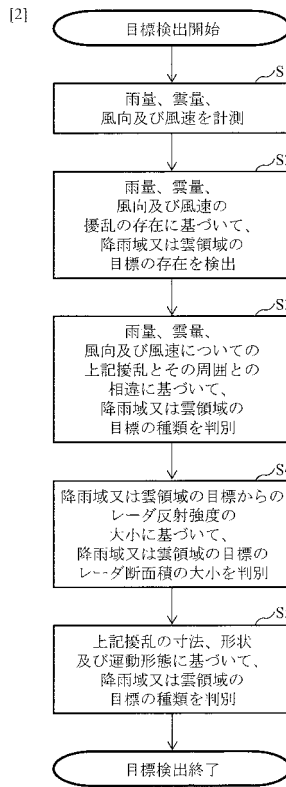 [2]
目標検出開始
S1
雨量、雲量、
風向及び風速を計測
S2
雨量、雲量、
風向及び風速の
擾乱の存在に基づいて、
降雨域又は雲領域の
目標の存在を検出
S3
雨量、雲量、
風向及び風速についての
上記擾乱とその周囲との
相違に基づいて、
降雨域又は雲領域の
目標の種類を判別
S4
降雨域又は雲領域の目標からの
レーダ反射強度の
大小に基づいて、
降雨域又は雲領域の目標の
レーダ断面積の大小を判別
S
上記擾乱の寸法、形状
及び運動形態に基づいて、
降雨域又は雲領域の
目標の種類を判別
目標検出終了